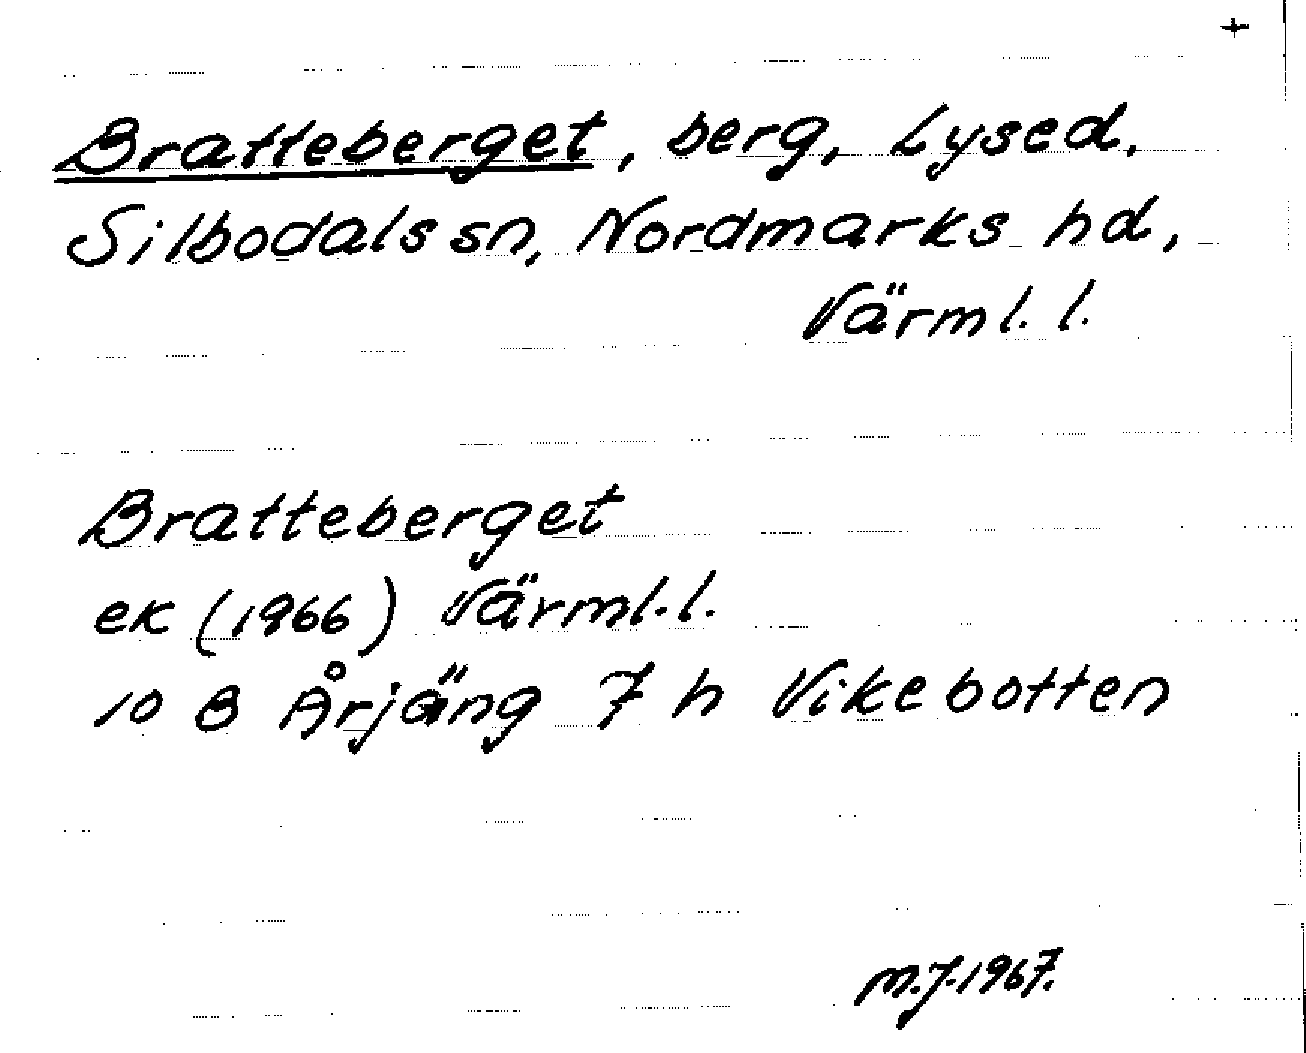 +
Bratteberget, berg, Lysed,
Silbodals sn, Nordmarks hd,
Värml. l.
Bratteberget
ek (1966) Värml. l.
10 B Årjäng 7 h Vikebotten
M.J. 1967.